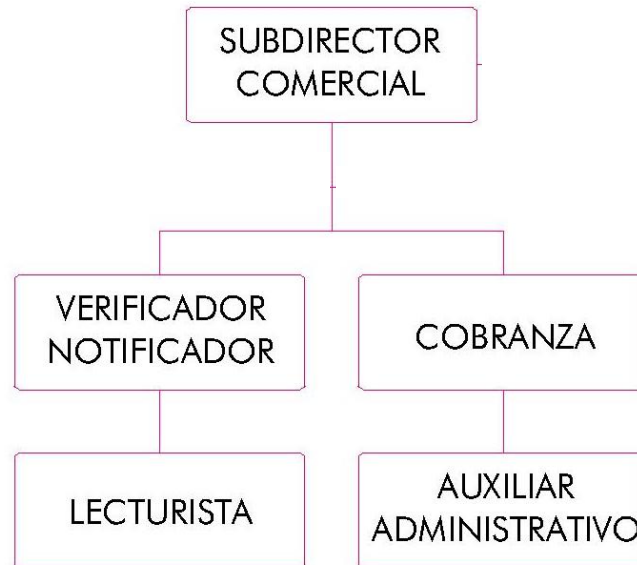 SUBDIRECTOR
COMERCIAL
VERIFICADOR
NOTIFICADOR
COBRANZA
LECTURISTA
AUXILIAR
ADMINISTRATIVO